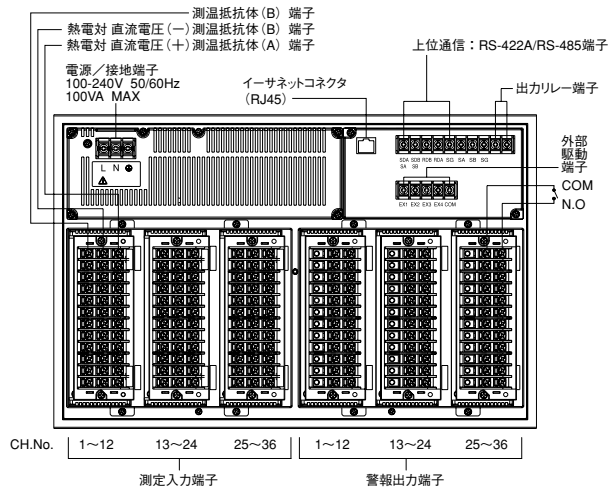 測温抵抗体(B) 端子
熱電対 直流電圧(−)測温抵抗体(B) 端子
熱電対 直流電圧(+)測温抵抗体(A) 端子
電源/接地端子
100-240V 50/60Hz
100VA MAX
イーサネットコネクタ
(RJ45)
上位通信:RS-422A/RS-485端子
出力リレー端子
外部
駆動
端子
COM
N.O
L N
SDA SDB RDB RDA SG SA SB SG
SA SB
EX1 EX2 EX3 EX4 COM
CH.No. 1〜12 13〜24 25〜36 1〜12 13〜24 25〜36
測定入力端子 警報出力端子